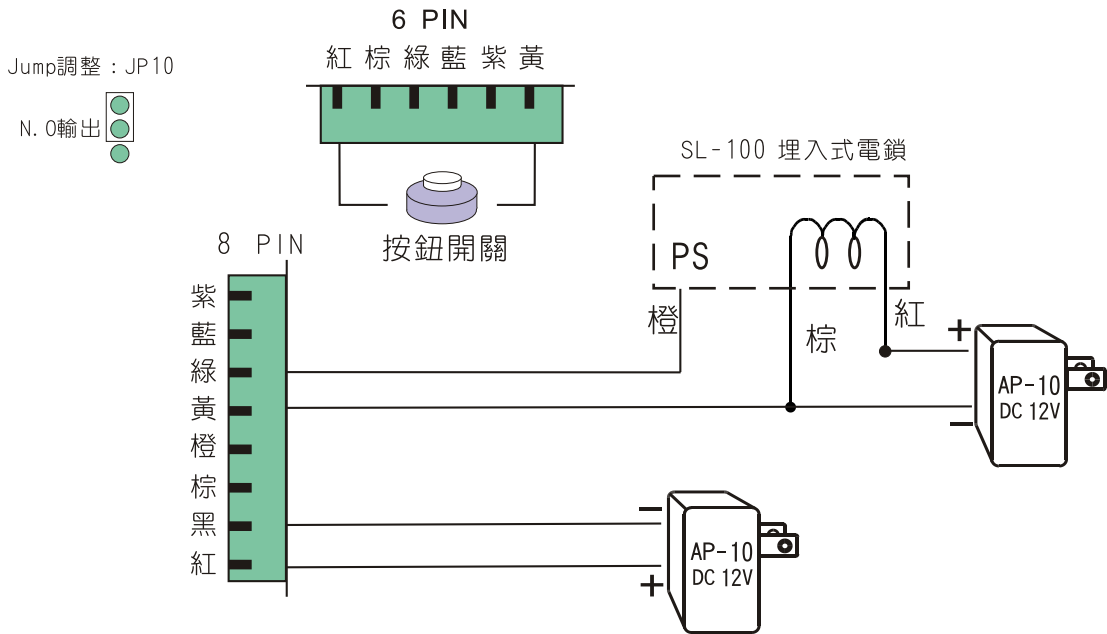 6 PIN
紅 棕 綠 藍 紫 黃
Jump調整：JP10
N.O輸出
SL-100 埋入式電鎖
按鈕開關
8 PIN
PS
紫
藍
綠
黃
橙
棕
黑
紅
橙
棕
紅
+
AP-10
DC 12V
−
−
AP-10
DC 12V
+